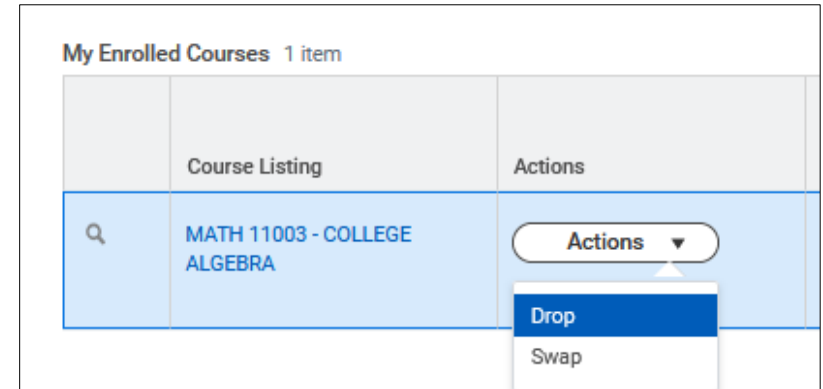 My Enrolled Courses 1 item
Course Listing
Actions
MATH 11003 - COLLEGE
ALGEBRA
Actions
Drop
Swap